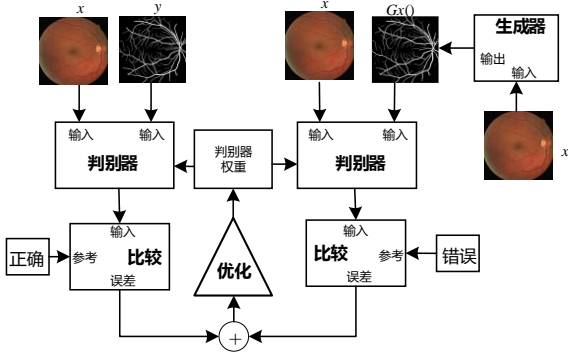 x
y
x
Gx()
生成器
输出
输入
x
输入
输入
判别器
判别器
权重
输入
输入
判别器
输入
比较
参考
误差
正确
优化
输入
比较
参考
误差
错误
+